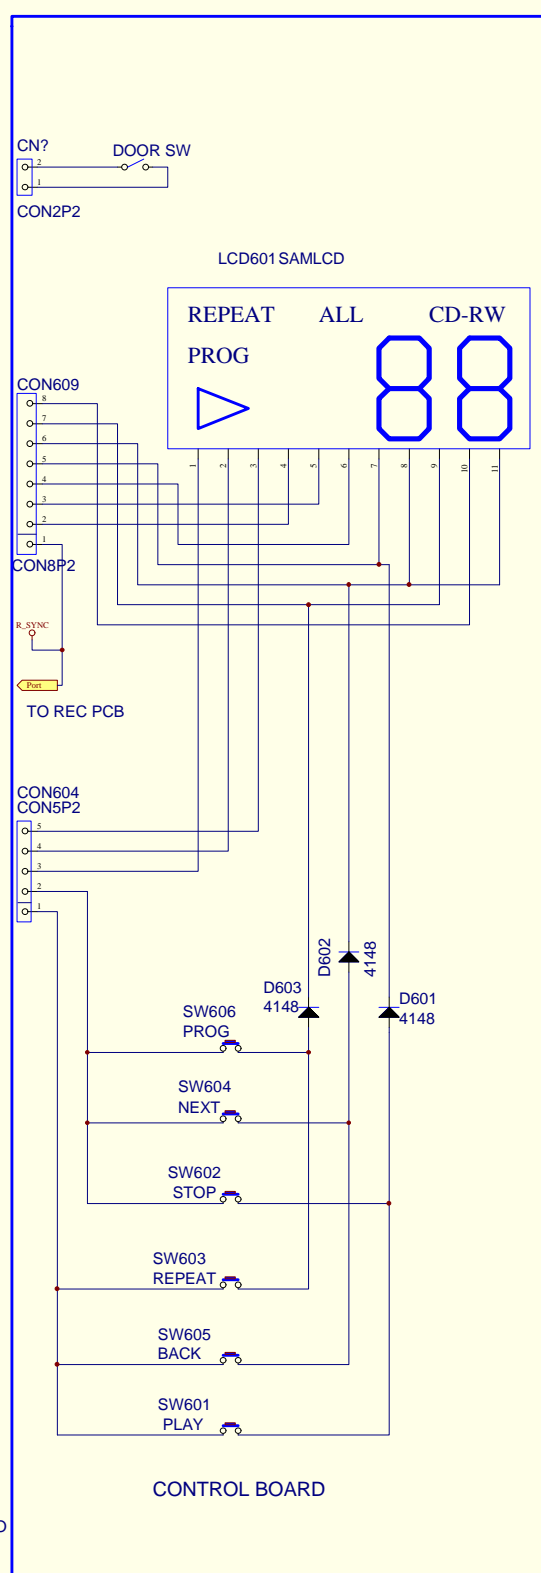 CN?
DOOR SW
2
1
CON2P2
LCD601 SAMLCD
REPEAT ALL CD-RW
PROG
88
CON609
8
7
6
5
4
3
2
1
CON8P2
1 2 3 4 5 6 7 8 9 10 11
R_SYNC
Port
TO REC PCB
CON604
CON5P2
5
4
3
2
1
D602
4148
D603
4148
D601
4148
SW606
PROG
SW604
NEXT
SW602
STOP
SW603
REPEAT
SW605
BACK
SW601
PLAY
CONTROL BOARD